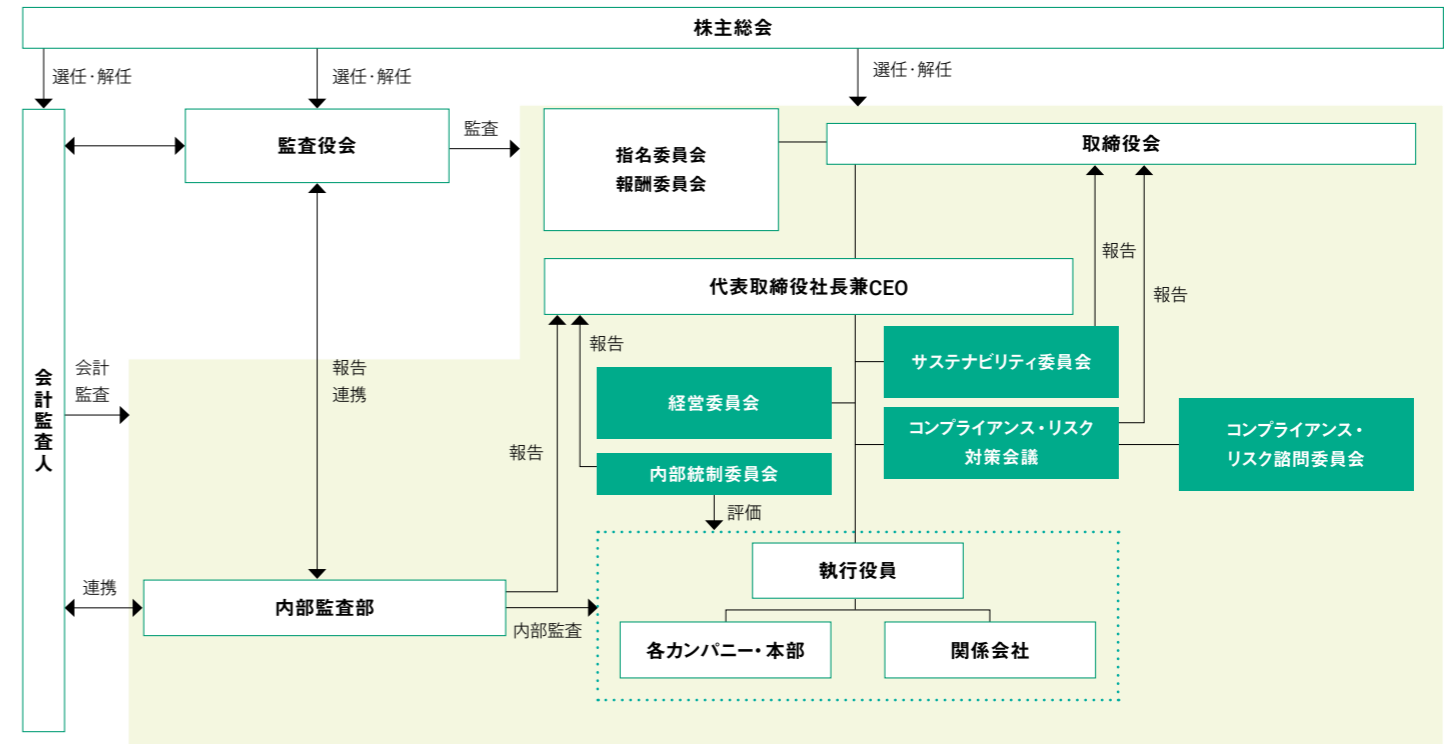 株主総会
選任・解任
選任・解任
選任・解任
監査役会
監査
指名委員会
報酬委員会
取締役会
報告
報告
代表取締役社長兼CEO
会計監査人
会計
監査
報告
連携
報告
報告
サステナビリティ委員会
経営委員会
コンプライアンス・リスク
対策会議
コンプライアンス・
リスク諮問委員会
内部統制委員会
評価
連携
内部監査部
内部監査
執行役員
各カンパニー・本部
関係会社